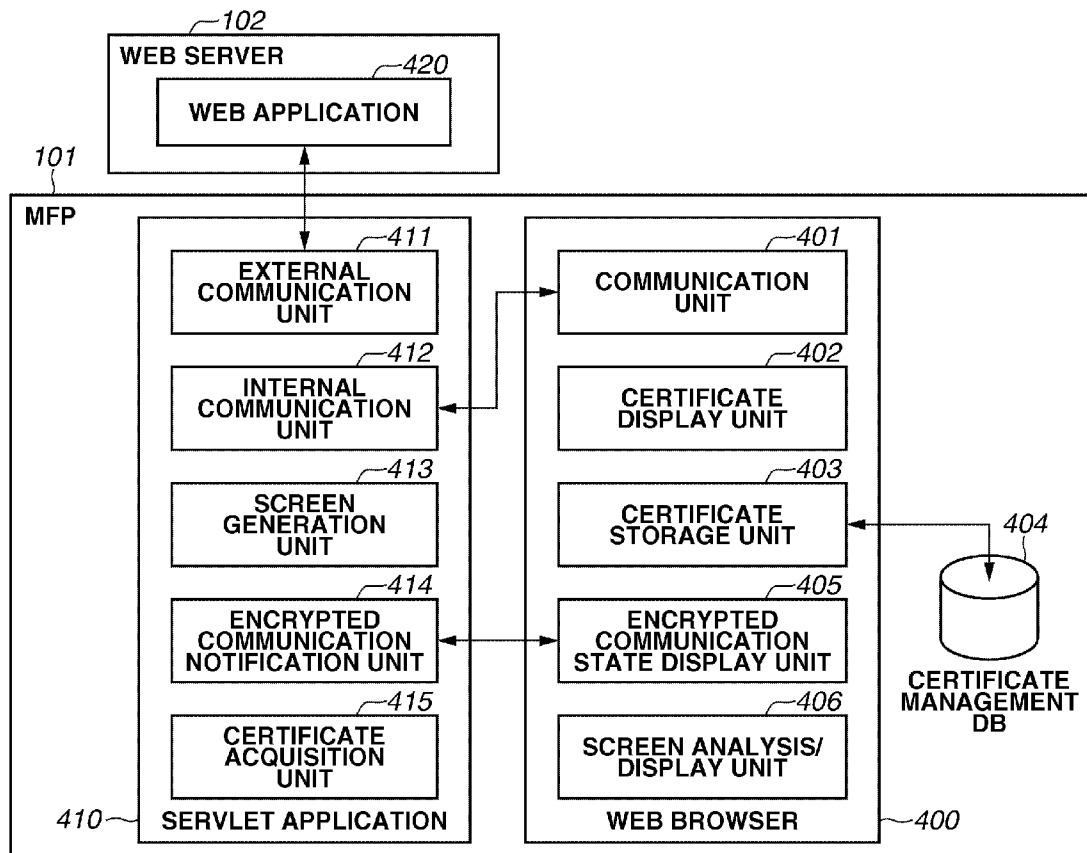 102
WEB SERVER
420
WEB APPLICATION
101
MFP
411
EXTERNAL
COMMUNICATION
UNIT
412
INTERNAL
COMMUNICATION
UNIT
413
SCREEN
GENERATION
UNIT
414
ENCRYPTED
COMMUNICATION
NOTIFICATION UNIT
415
CERTIFICATE
ACQUISITION
UNIT
410
SERVLET APPLICATION
401
COMMUNICATION
UNIT
402
CERTIFICATE
DISPLAY UNIT
403
CERTIFICATE
STORAGE UNIT
405
ENCRYPTED
COMMUNICATION
STATE DISPLAY UNIT
406
SCREEN ANALYSIS/
DISPLAY UNIT
WEB BROWSER
400
404
CERTIFICATE
MANAGEMENT
DB